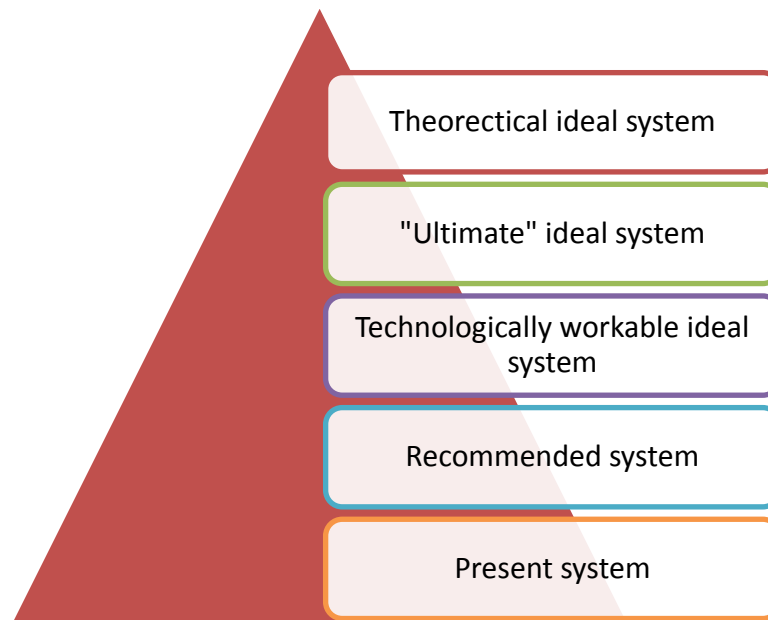 Theorectical ideal system
"Ultimate" ideal system
Technologically workable ideal
system
Recommended system
Present system